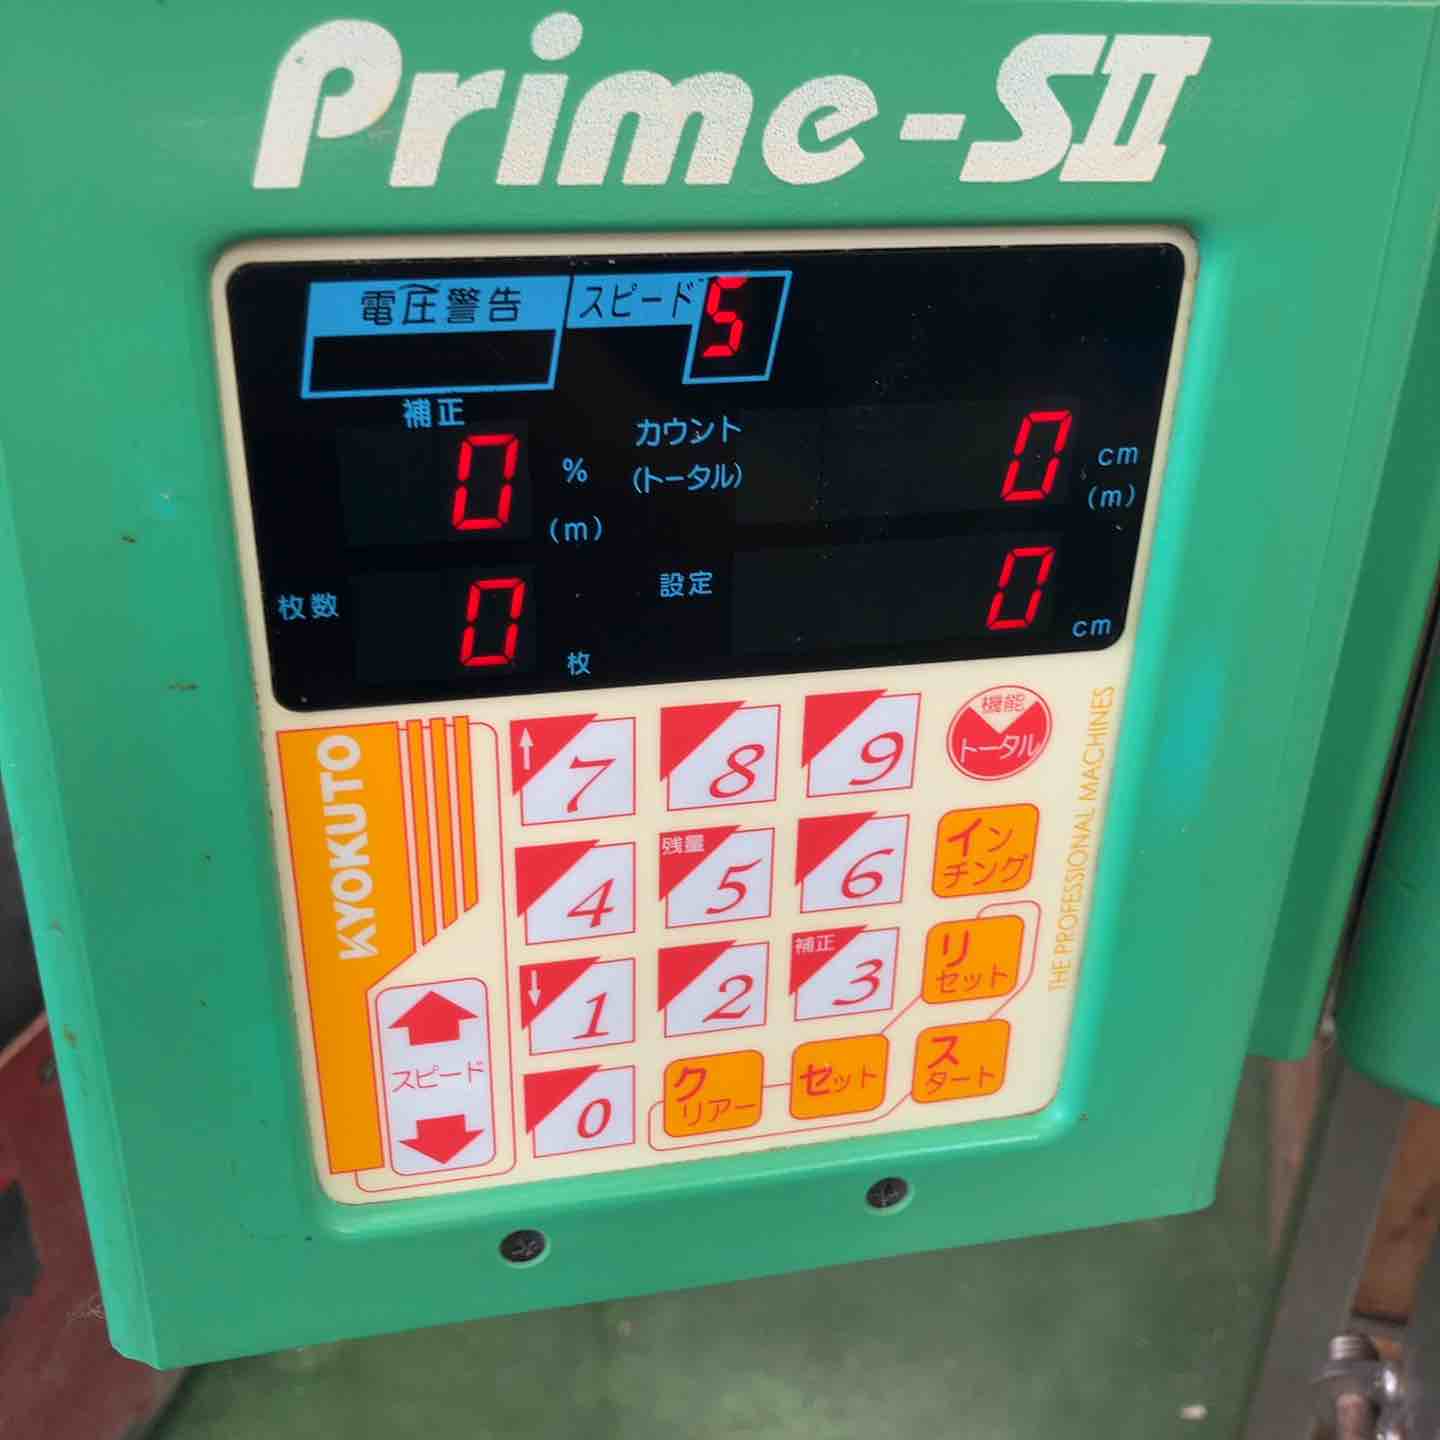 Prime-SII
電圧警告
スピード 5
補正
0 %
(m)
カウント
(トータル)
0 cm
(m)
枚数 0 枚
設定 0 cm
KYOKUTO
↑ 7
8
9
機能
トータル
4
残量
5
6
インチング
↓ 1
2
補正
3
リセット
スピード
0
クリアー
セット
スタート
THE PROFESSIONAL MACHINES